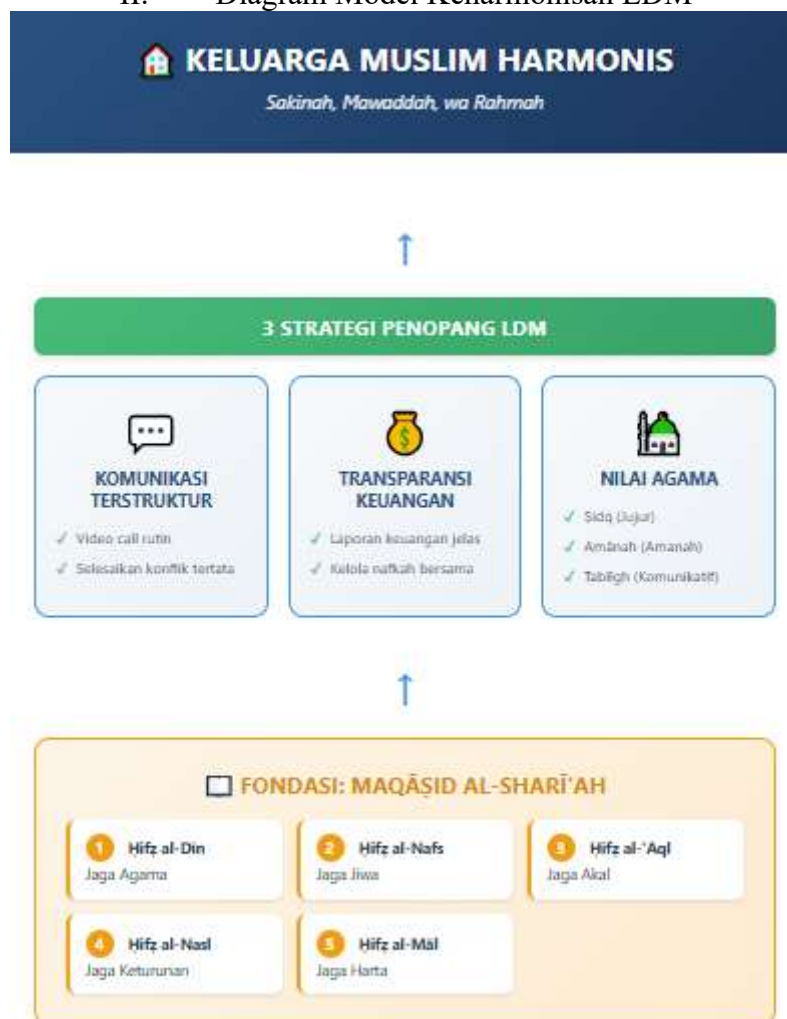 II. Diagram Model Keharmonisan LDM
KELUARGA MUSLIM HARMONIS
Sakinah, Mawaddah, wa Rahmah
3 STRATEGI PENOPANG LDM
KOMUNIKASI
TERSTRUKTUR
✓ Video call rutin
✓ Selesaikan konflik tertata
TRANSPARANSI
KEUANGAN
✓ Laporan keuangan jelas
✓ Kelola nafkah bersama
NILAI AGAMA
✓ Sidq (Jujur)
✓ Amānah (Amanah)
✓ Tablīgh (Komunikatif)
FONDASI: MAQĀṢID AL-SHARĪ'AH
1 Ḥifẓ al-Din
Jaga Agama
2 Ḥifẓ al-Nafs
Jaga Jiwa
3 Ḥifẓ al-'Aql
Jaga Akal
4 Ḥifẓ al-Nasl
Jaga Keturunan
5 Ḥifẓ al-Māl
Jaga Harta